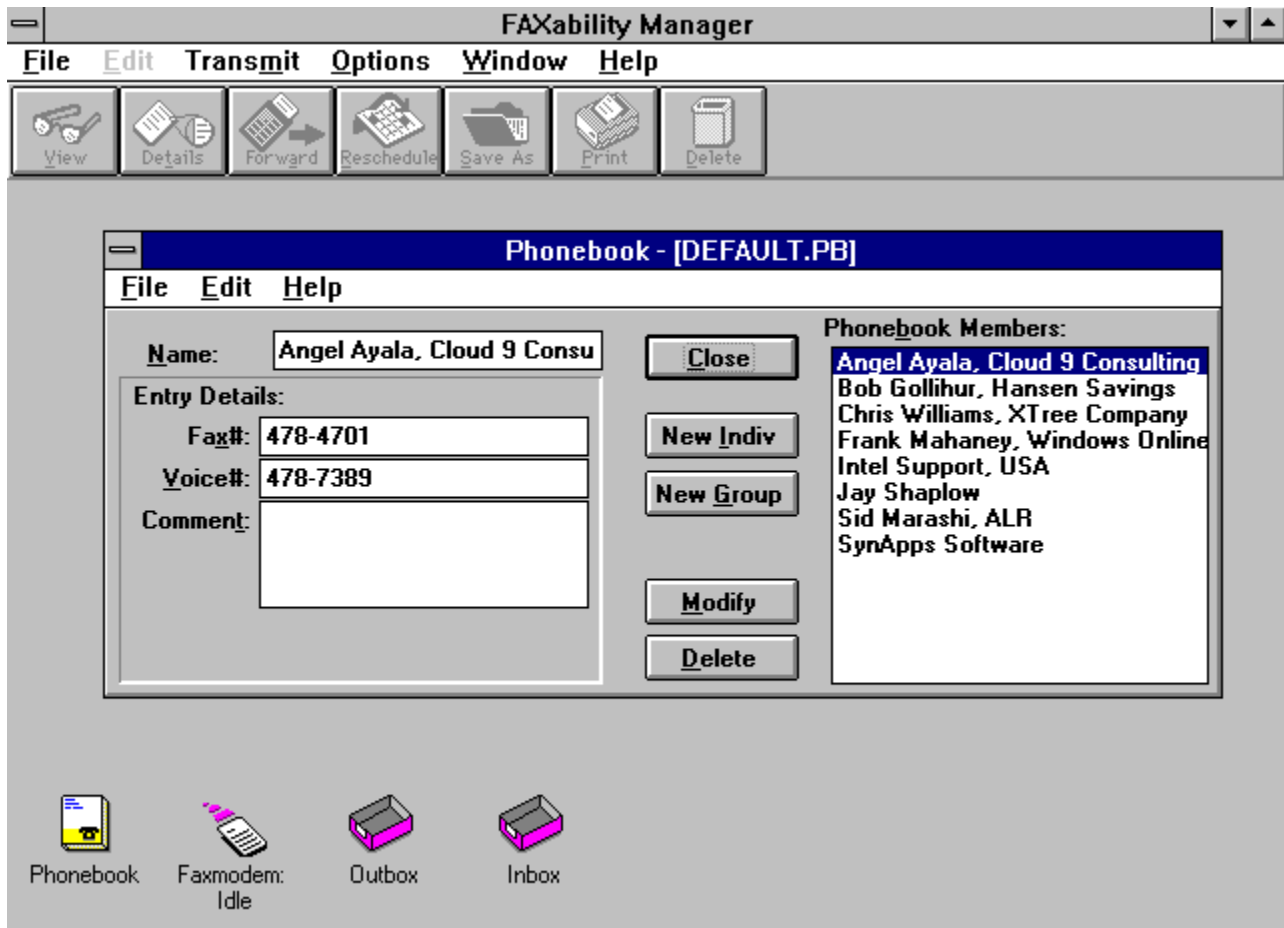 FAXability Manager
File Edit Transmit Options Window Help
View Details Forward Reschedule Save As Print Delete
Phonebook - [DEFAULT.PB]
File Edit Help
Name: Angel Ayala, Cloud 9 Consu
Entry Details:
Fax#: 478-4701
Voice#: 478-7389
Comment:
Close
New Indiv
New Group
Modify
Delete
Phonebook Members:
Angel Ayala, Cloud 9 Consulting
Bob Gollihur, Hansen Savings
Chris Williams, XTree Company
Frank Mahaney, Windows Online
Intel Support, USA
Jay Shaplow
Sid Marashi, ALR
SynApps Software
Phonebook
Faxmodem:
Idle
Outbox
Inbox